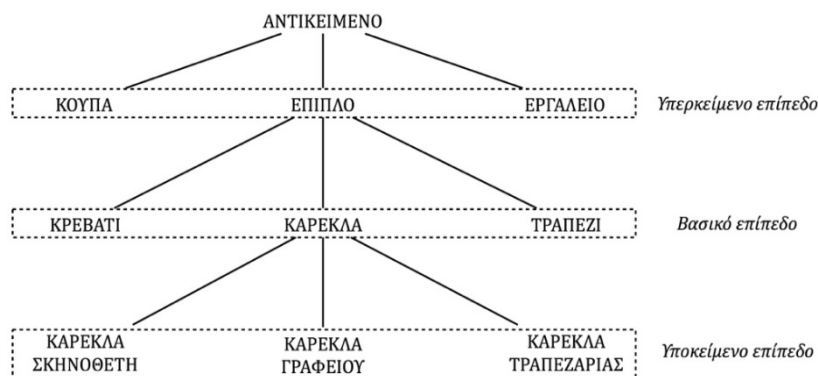 ΑΝΤΙΚΕΙΜΕΝΟ
ΚΟΥΠΑ ΕΠΙΠΛΟ ΕΡΓΑΛΕΙΟ Υπερκείμενο επίπεδο
ΚΡΕΒΑΤΙ ΚΑΡΕΚΛΑ ΤΡΑΠΕΖΙ Βασικό επίπεδο
ΚΑΡΕΚΛΑ ΚΑΡΕΚΛΑ ΚΑΡΕΚΛΑ Υποκείμενο επίπεδο
ΣΚΗΝΟΘΕΤΗ ΓΡΑΦΕΙΟΥ ΤΡΑΠΕΖΑΡΙΑΣ